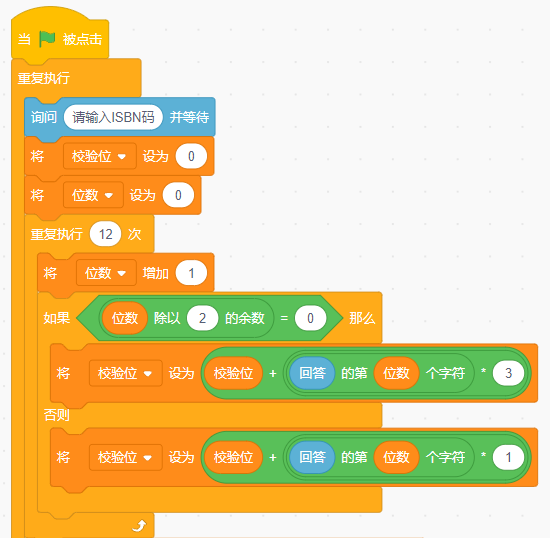 当 被点击
重复执行
询问 请输入ISBN码 并等待
将 校验位 设为 0
将 位数 设为 0
重复执行 12 次
将 位数 增加 1
如果 位数 除以 2 的余数 = 0 那么
将 校验位 设为 校验位 + 回答 的第 位数 个字符 * 3
否则
将 校验位 设为 校验位 + 回答 的第 位数 个字符 * 1